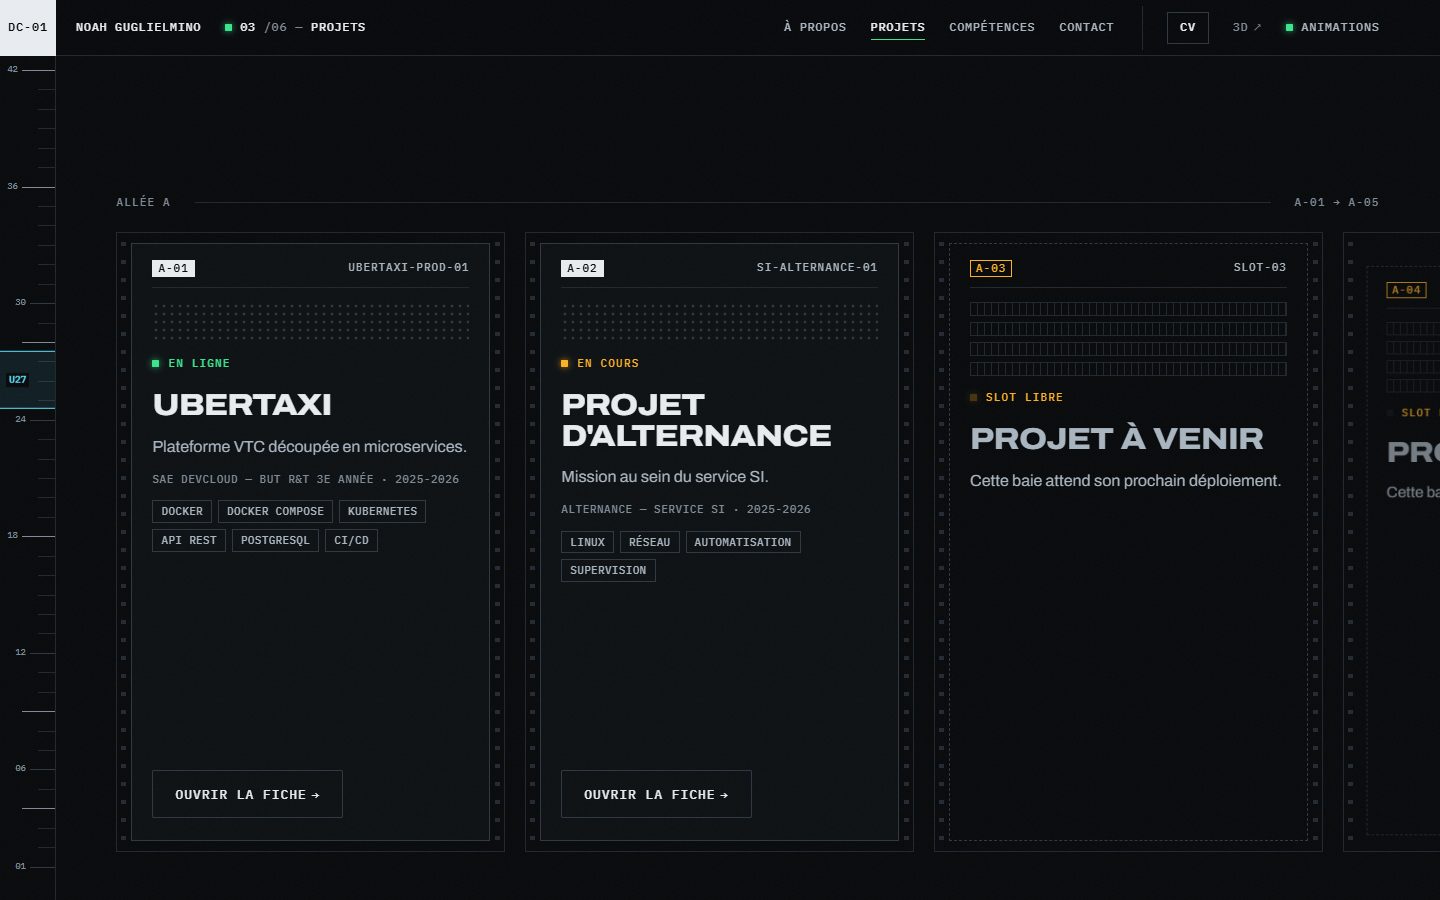 DC-01 NOAH GUGLIELMINO 03 /06 — PROJETS À PROPOS PROJETS COMPÉTENCES CONTACT CV 3D ↗ ANIMATIONS
42
36
30
U27
24
18
12
06
01
ALLÉE A A-01 → A-05
A-01 UBERTAXI-PROD-01
EN LIGNE
UBERTAXI
Plateforme VTC découpée en microservices.
SAE DEVCLOUD — BUT R&T 3E ANNÉE · 2025-2026
DOCKER DOCKER COMPOSE KUBERNETES
API REST POSTGRESQL CI/CD
OUVRIR LA FICHE →
A-02 SI-ALTERNANCE-01
EN COURS
PROJET
D'ALTERNANCE
Mission au sein du service SI.
ALTERNANCE — SERVICE SI · 2025-2026
LINUX RÉSEAU AUTOMATISATION
SUPERVISION
OUVRIR LA FICHE →
A-03 SLOT-03
SLOT LIBRE
PROJET À VENIR
Cette baie attend son prochain déploiement.
A-04
SLOT
PRO
Cette ba